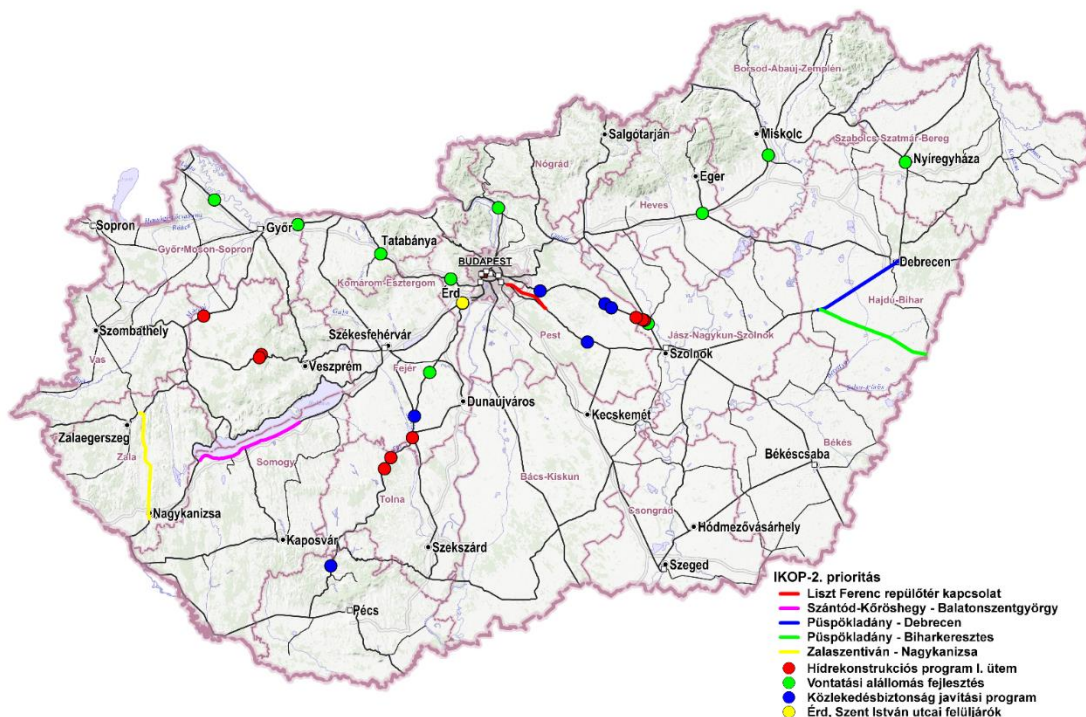 Borsod-Abaúj-Zemplén
Salgótarján
Miskolc
Szabolcs-Szatmár-Bereg
Nógrád
Nyíregyháza
Eger
Heves
Sopron
Győr
Győr-Moson-Sopron
Tatabánya
BUDAPEST
Debrecen
Komárom-Esztergom
Érd
Hajdú-Bihar
Szombathely
Székesfehérvár
Pest
Jász-Nagykun-Szolnok
Szolnok
Vas
Veszprém
Fejér
Dunaújváros
Kecskemét
Zalaegerszeg
Zala
Somogy
Békés
Békéscsaba
Tolna
Bács-Kiskun
Nagykanizsa
Csongrád
Hódmezővásárhely
Kaposvár
Szekszárd
Szeged
Pécs
IKOP-2. prioritás
Liszt Ferenc repülőtér kapcsolat
Szántód-Kőröshegy - Balatonszentgyörgy
Püspökladány - Debrecen
Püspökladány - Biharkeresztes
Zalaszentiván - Nagykanizsa
Hídrekonstrukciós program I. ütem
Vontatási alállomás fejlesztés
Közlekedésbiztonság javítási program
Érd, Szent István utcai felüljárók